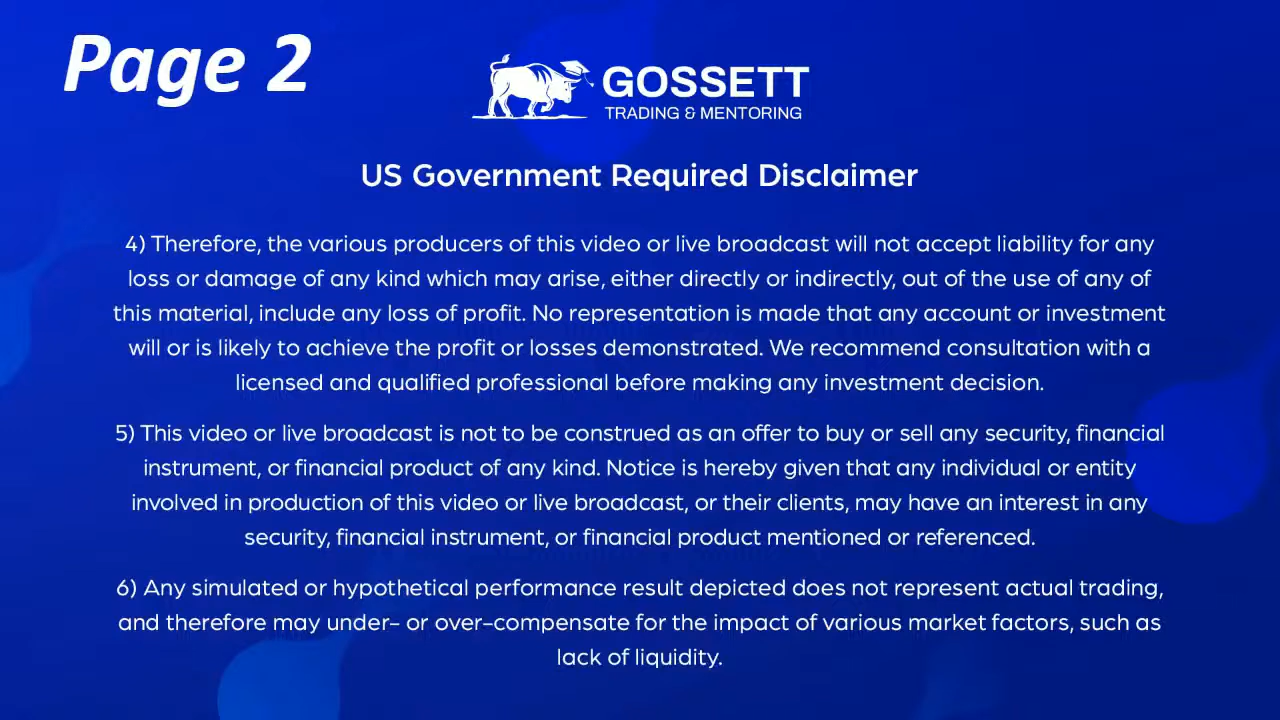 Page 2
GOSSETT
TRADING & MENTORING
US Government Required Disclaimer
4) Therefore, the various producers of this video or live broadcast will not accept liability for any
loss or damage of any kind which may arise, either directly or indirectly, out of the use of any of
this material, include any loss of profit. No representation is made that any account or investment
will or is likely to achieve the profit or losses demonstrated. We recommend consultation with a
licensed and qualified professional before making any investment decision.
5) This video or live broadcast is not to be construed as an offer to buy or sell any security, financial
instrument, or financial product of any kind. Notice is hereby given that any individual or entity
involved in production of this video or live broadcast, or their clients, may have an interest in any
security, financial instrument, or financial product mentioned or referenced.
6) Any simulated or hypothetical performance result depicted does not represent actual trading,
and therefore may under- or over-compensate for the impact of various market factors, such as
lack of liquidity.